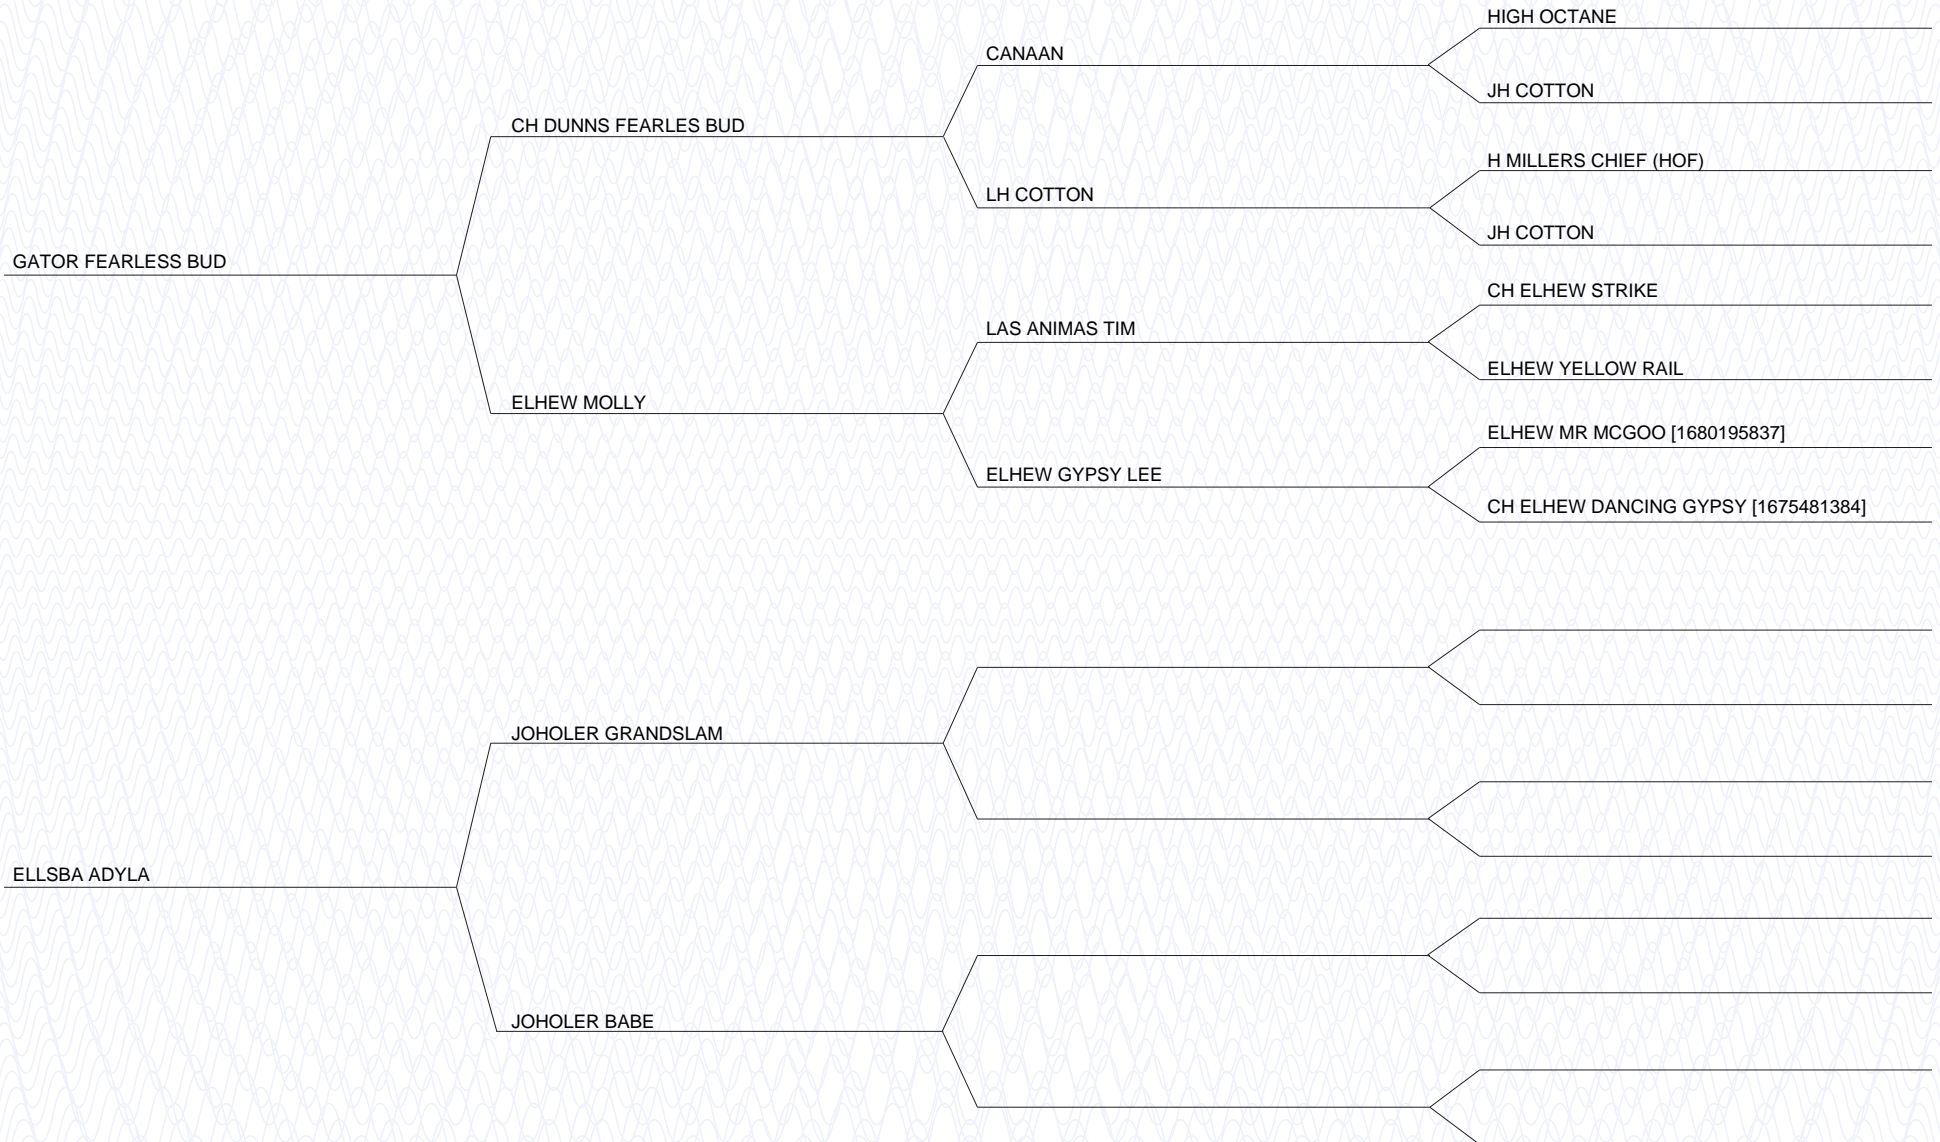 HIGH OCTANE
CANAAN
JH COTTON
CH DUNNS FEARLES BUD
H MILLERS CHIEF (HOF)
LH COTTON
JH COTTON
GATOR FEARLESS BUD
CH ELHEW STRIKE
LAS ANIMAS TIM
ELHEW YELLOW RAIL
ELHEW MOLLY
ELHEW MR MCGOO [1680195837]
ELHEW GYPSY LEE
CH ELHEW DANCING GYPSY [1675481384]
JOHOLER GRANDSLAM
ELLSBA ADYLA
JOHOLER BABE